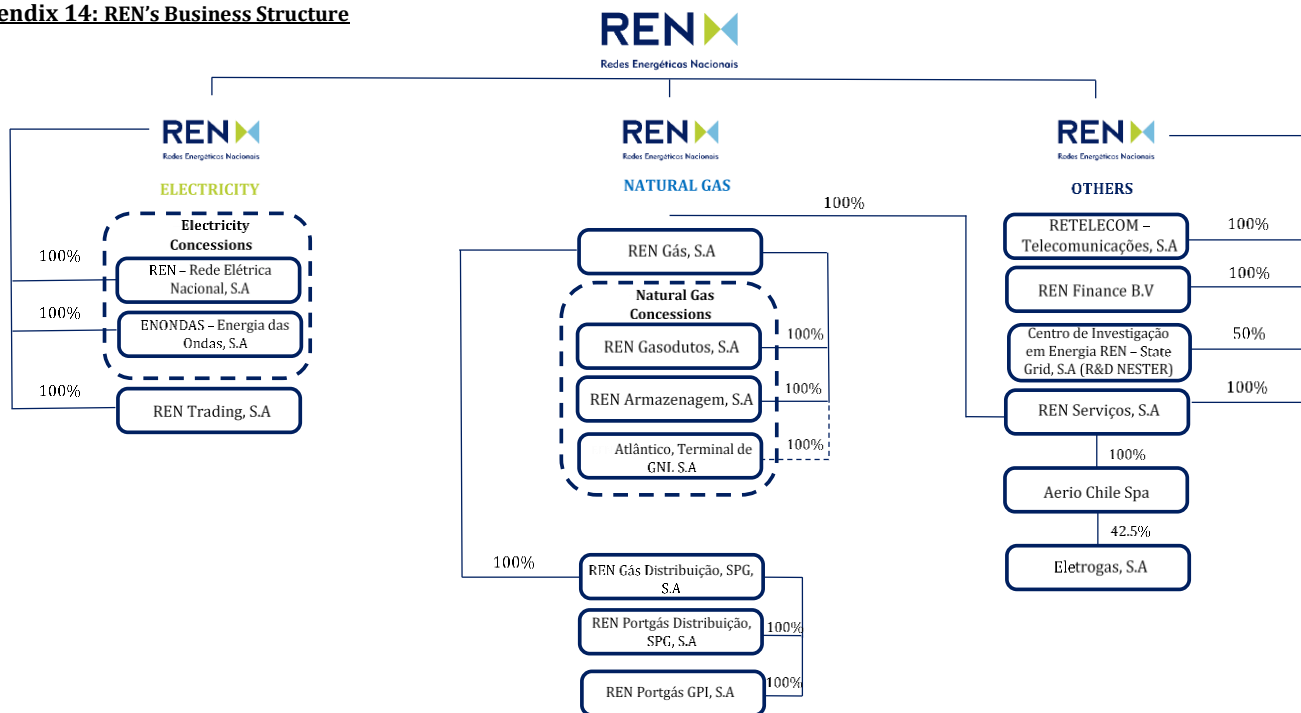 endix 14: REN's Business Structure
REN
Redes Energéticas Nacionais
REN
Redes Energéticas Nacionais
ELECTRICITY
Electricity
Concessions
100%
REN – Rede Elétrica
Nacional, S.A
100%
ENONDAS – Energia das
Ondas, S.A
100%
REN Trading, S.A
REN
Redes Energéticas Nacionais
NATURAL GAS
100%
REN Gás, S.A
Natural Gas
Concessions
REN Gasodutos, S.A
100%
REN Armazenagem, S.A
100%
Atlântico, Terminal de
GNL S.A
100%
100%
REN Gás Distribuição, SPG,
S.A
REN Portgás Distribuição,
SPG, S.A
100%
REN Portgás GPI, S.A
100%
REN
Redes Energéticas Nacionais
OTHERS
RETELECOM –
Telecomunicações, S.A
100%
REN Finance B.V
100%
Centro de Investigação
em Energia REN – State
Grid, S.A (R&D NESTER)
50%
REN Serviços, S.A
100%
100%
Aerio Chile Spa
42.5%
Eletrogas, S.A